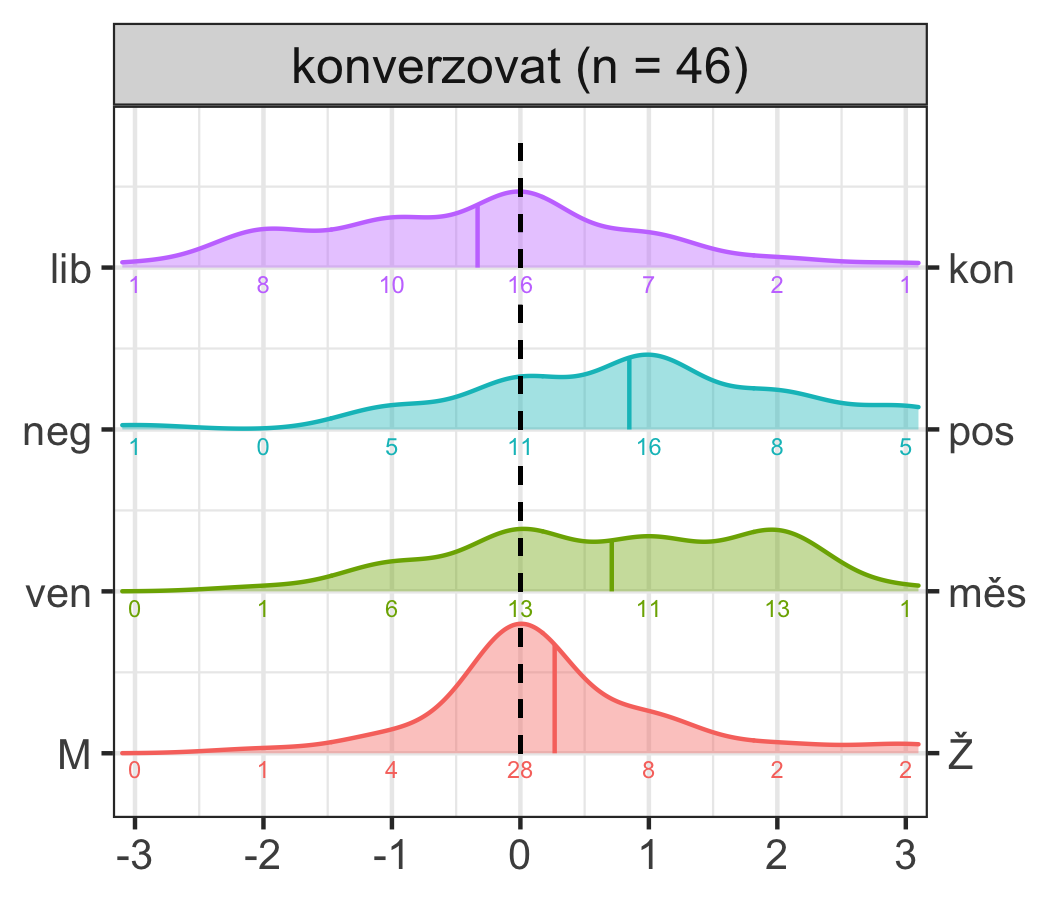 konverzovat (n = 46)
lib kon
1 8 10 16 7 2 1
neg pos
1 0 5 11 16 8 5
ven měs
0 1 6 13 11 13 1
M Ž
0 1 4 28 8 2 2
-3 -2 -1 0 1 2 3